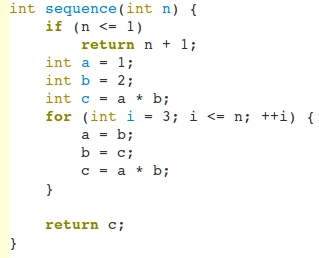 int sequence(int n) {
    if (n <= 1)
        return n + 1;
    int a = 1;
    int b = 2;
    int c = a * b;
    for (int i = 3; i <= n; ++i) {
        a = b;
        b = c;
        c = a * b;
    }

    return c;
}